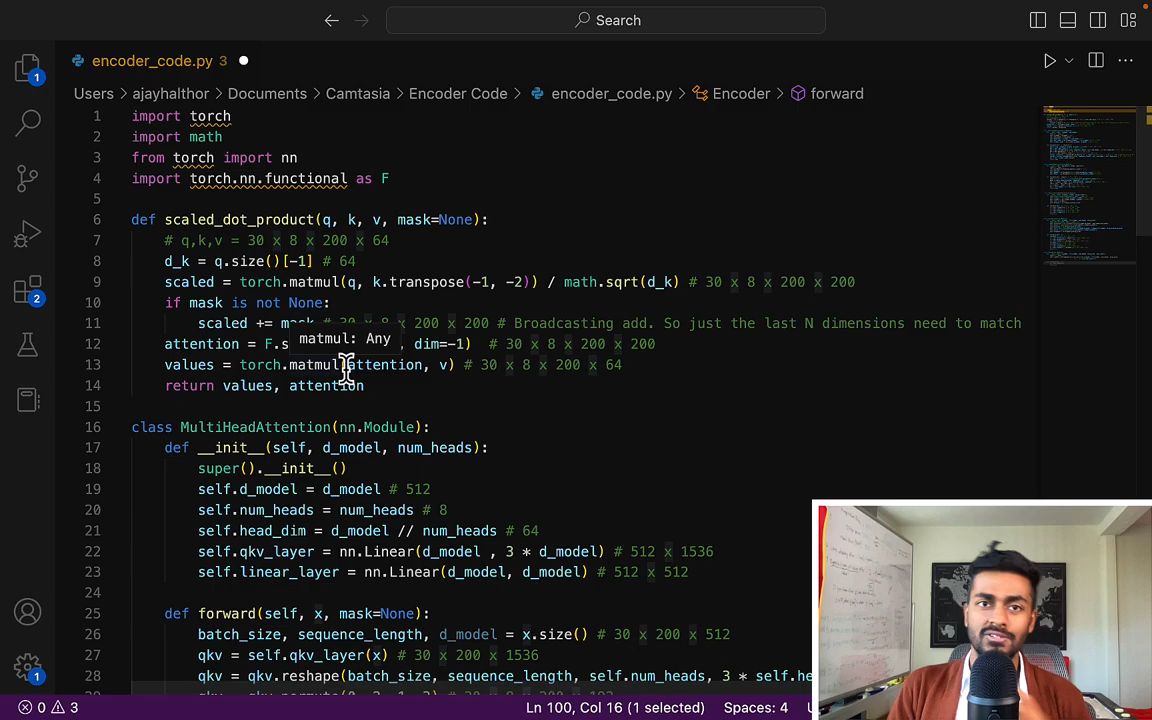 Search
encoder_code.py 3
Users > ajayhalthor > Documents > Camtasia > Encoder Code > encoder_code.py > Encoder > forward
1 import torch
2 import math
3 from torch import nn
4 import torch.nn.functional as F
5
6 def scaled_dot_product(q, k, v, mask=None):
7 # q,k,v = 30 x 8 x 200 x 64
8 d_k = q.size()[-1] # 64
9 scaled = torch.matmul(q, k.transpose(-1, -2)) / math.sqrt(d_k) # 30 x 8 x 200 x 200
10 if mask is not None:
11 scaled += mask # 30 x 8 x 200 x 200 # Broadcasting add. So just the last N dimensions need to match
matmul: Any
12 attention = F.s dim=-1) # 30 x 8 x 200 x 200
13 values = torch.matmul(attention, v) # 30 x 8 x 200 x 64
14 return values, attention
15
16 class MultiHeadAttention(nn.Module):
17 def __init__(self, d_model, num_heads):
18 super().__init__()
19 self.d_model = d_model # 512
20 self.num_heads = num_heads # 8
21 self.head_dim = d_model // num_heads # 64
22 self.qkv_layer = nn.Linear(d_model , 3 * d_model) # 512 x 1536
23 self.linear_layer = nn.Linear(d_model, d_model) # 512 x 512
24
25 def forward(self, x, mask=None):
26 batch_size, sequence_length, d_model = x.size() # 30 x 200 x 512
27 qkv = self.qkv_layer(x) # 30 x 200 x 1536
28 qkv = qkv.reshape(batch_size, sequence_length, self.num_heads, 3 * self.he
1
2
1
0 3 Ln 100, Col 16 (1 selected) Spaces: 4